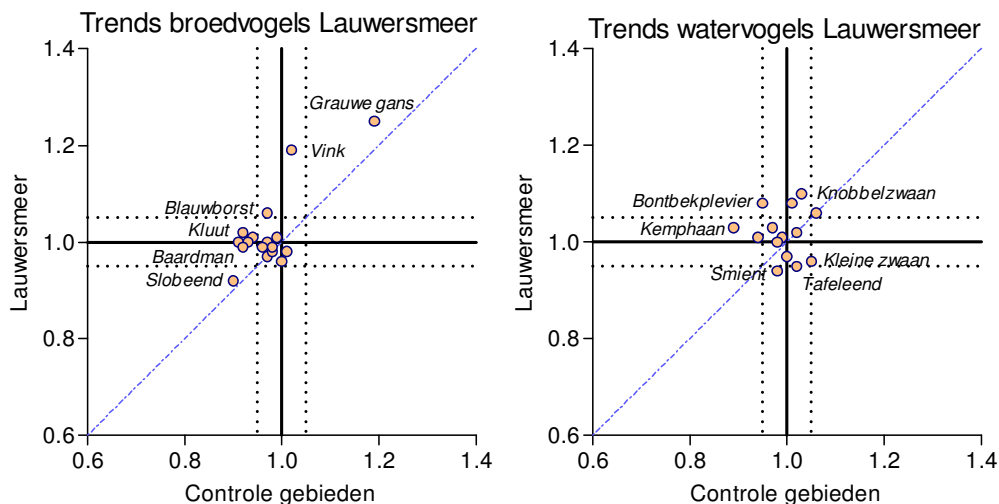 Trends broedvogels Lauwersmeer
1.4
1.2
1.0
0.8
0.6
Lauwersmeer
Grauwe gans
Vink
Blauwborst
Kluut
Baardman
Slobeend
0.6 0.8 1.0 1.2 1.4
Controle gebieden
Trends watervogels Lauwersmeer
1.4
1.2
1.0
0.8
0.6
Lauwersmeer
Bontbekplevier
Knobbelzwaan
Kemphaan
Kleine zwaan
Smient
Tafeleend
0.6 0.8 1.0 1.2 1.4
Controle gebieden